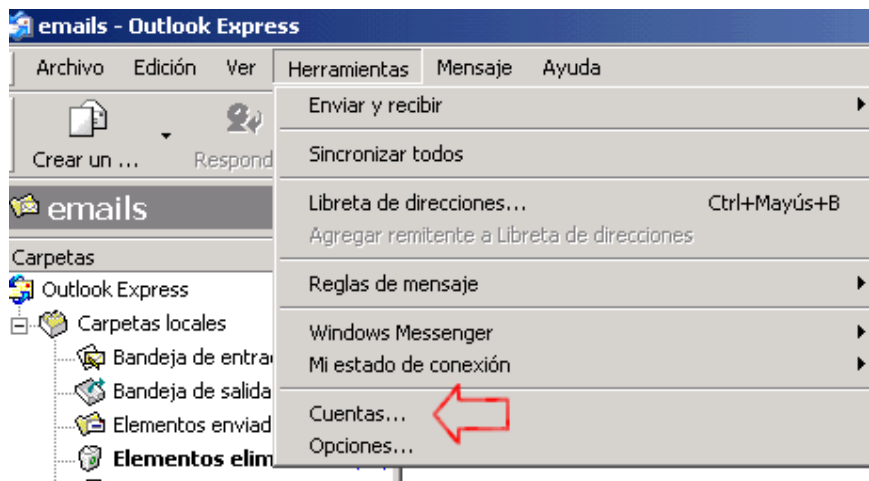 emails - Outlook Express
Archivo Edición Ver Herramientas Mensaje Ayuda
Crear un ... Respond
Enviar y recibir
Sincronizar todos
Libreta de direcciones... Ctrl+Mayús+B
Agregar remitente a Libreta de direcciones
Reglas de mensaje
Windows Messenger
Mi estado de conexión
Cuentas...
Opciones...
emails
Carpetas
Outlook Express
Carpetas locales
Bandeja de entra
Bandeja de salida
Elementos enviad
Elementos elim